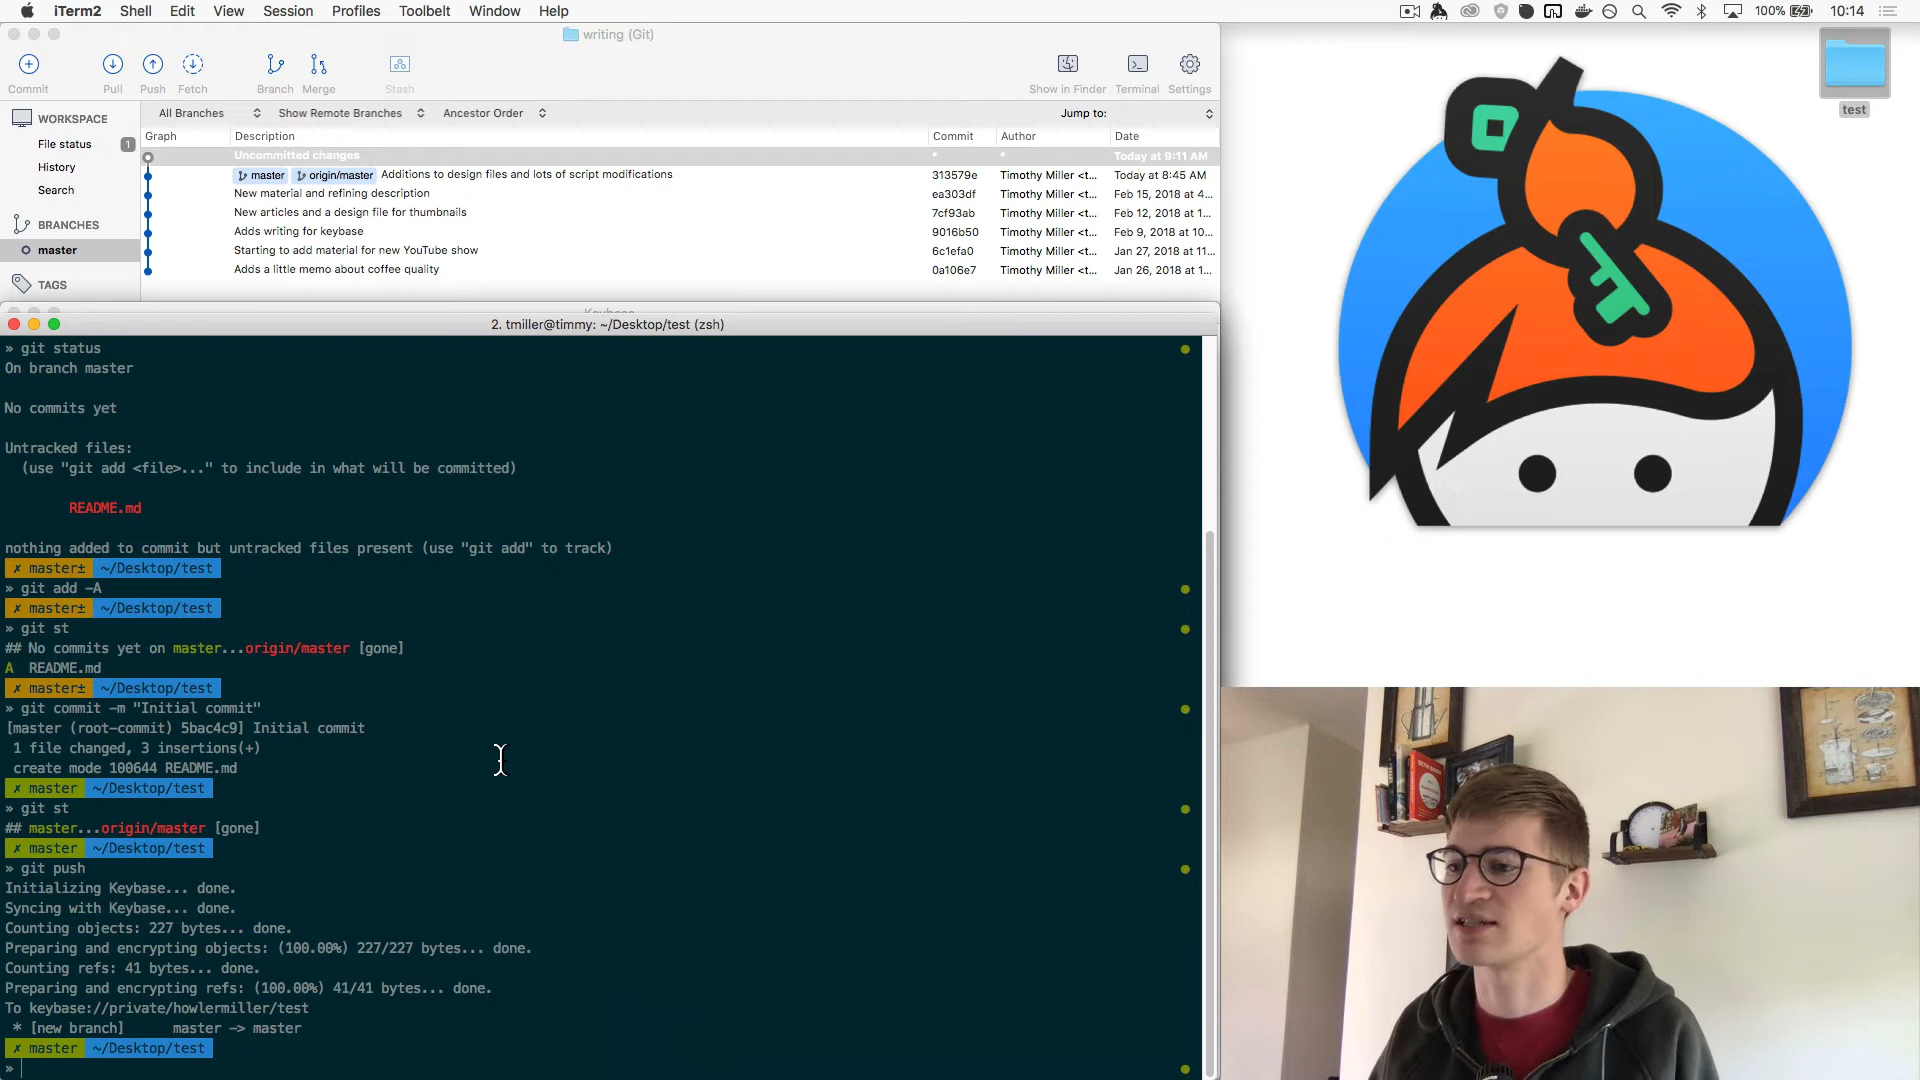 iTerm2 Shell Edit View Session Profiles Toolbelt Window Help 100% 10:14
writing (Git)
Commit Pull Push Fetch Branch Merge Stash Show in Finder Terminal Settings
All Branches Show Remote Branches Ancestor Order Jump to:
WORKSPACE
File status 1
History
Search
BRANCHES
master
TAGS
Graph Description Commit Author Date
Uncommitted changes * * Today at 9:11 AM
master origin/master Additions to design files and lots of script modifications 313579e Timothy Miller <t... Today at 8:45 AM
New material and refining description ea303df Timothy Miller <t... Feb 15, 2018 at 4...
New articles and a design file for thumbnails 7cf93ab Timothy Miller <t... Feb 12, 2018 at 1...
Adds writing for keybase 9016b50 Timothy Miller <t... Feb 9, 2018 at 10...
Starting to add material for new YouTube show 6c1efa0 Timothy Miller <t... Jan 27, 2018 at 11...
Adds a little memo about coffee quality 0a106e7 Timothy Miller <t... Jan 26, 2018 at 1...
test
Keybase
2. tmiller@timmy: ~/Desktop/test (zsh)
» git status
On branch master
No commits yet
Untracked files:
(use "git add <file>..." to include in what will be committed)
README.md
nothing added to commit but untracked files present (use "git add" to track)
✗ master± ~/Desktop/test
» git add -A
✗ master± ~/Desktop/test
» git st
## No commits yet on master...origin/master [gone]
A README.md
✗ master± ~/Desktop/test
» git commit -m "Initial commit"
[master (root-commit) 5bac4c9] Initial commit
1 file changed, 3 insertions(+)
create mode 100644 README.md
✗ master ~/Desktop/test
» git st
## master...origin/master [gone]
✗ master ~/Desktop/test
» git push
Initializing Keybase... done.
Syncing with Keybase... done.
Counting objects: 227 bytes... done.
Preparing and encrypting objects: (100.00%) 227/227 bytes... done.
Counting refs: 41 bytes... done.
Preparing and encrypting refs: (100.00%) 41/41 bytes... done.
To keybase://private/howlermiller/test
* [new branch] master -> master
✗ master ~/Desktop/test
»